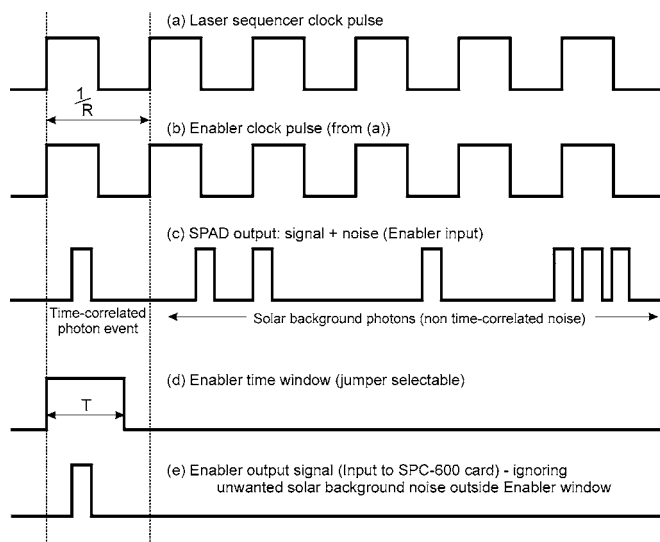 (a) Laser sequencer clock pulse
1/R
(b) Enabler clock pulse (from (a))
(c) SPAD output: signal + noise (Enabler input)
Time-correlated
photon event
Solar background photons (non time-correlated noise)
(d) Enabler time window (jumper selectable)
T
(e) Enabler output signal (Input to SPC-600 card) - ignoring
unwanted solar background noise outside Enabler window